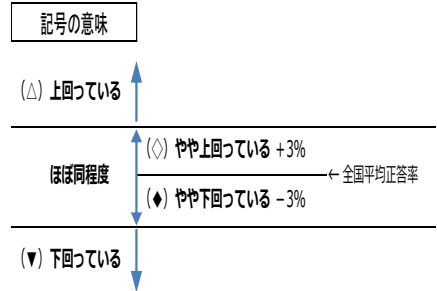 記号の意味
(△) 上回っている
(◇) やや上回っている +3%
ほぼ同程度
← 全国平均正答率
(♦) やや下回っている −3%
(▼) 下回っている